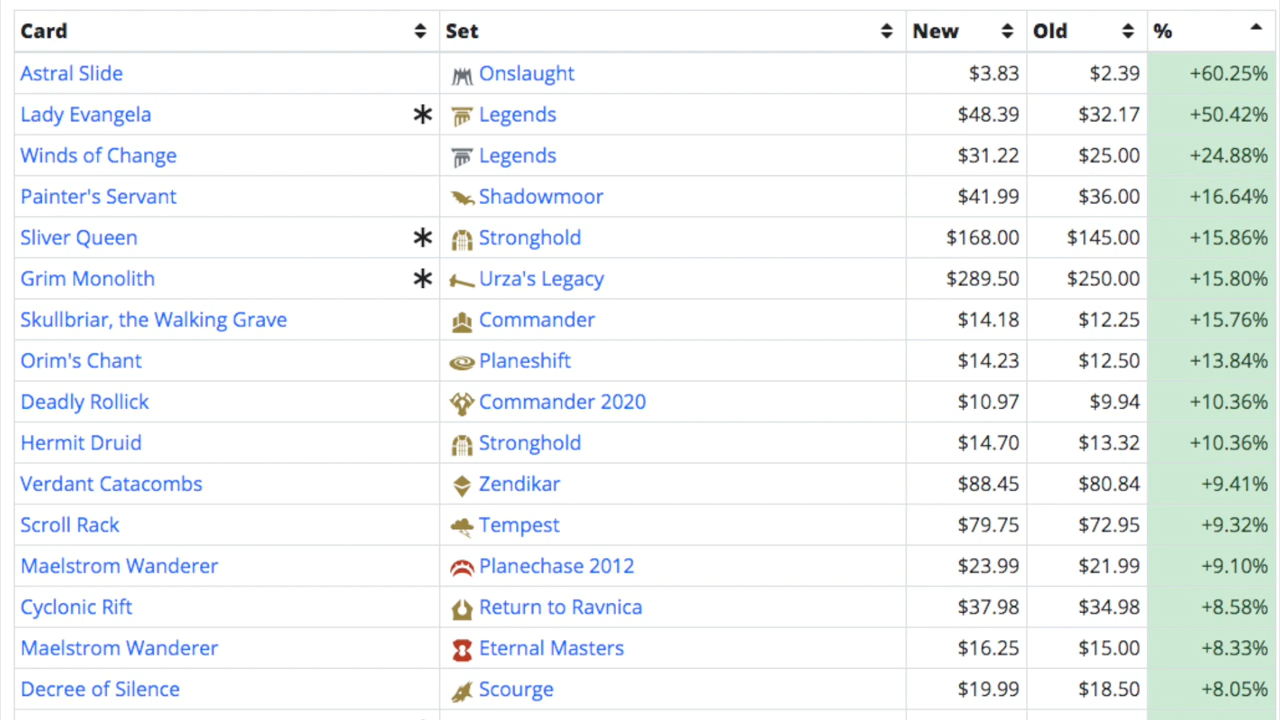 Card Set New Old %
Astral Slide Onslaught $3.83 $2.39 +60.25%
Lady Evangela * Legends $48.39 $32.17 +50.42%
Winds of Change Legends $31.22 $25.00 +24.88%
Painter's Servant Shadowmoor $41.99 $36.00 +16.64%
Sliver Queen * Stronghold $168.00 $145.00 +15.86%
Grim Monolith * Urza's Legacy $289.50 $250.00 +15.80%
Skullbriar, the Walking Grave Commander $14.18 $12.25 +15.76%
Orim's Chant Planeshift $14.23 $12.50 +13.84%
Deadly Rollick Commander 2020 $10.97 $9.94 +10.36%
Hermit Druid Stronghold $14.70 $13.32 +10.36%
Verdant Catacombs Zendikar $88.45 $80.84 +9.41%
Scroll Rack Tempest $79.75 $72.95 +9.32%
Maelstrom Wanderer Planechase 2012 $23.99 $21.99 +9.10%
Cyclonic Rift Return to Ravnica $37.98 $34.98 +8.58%
Maelstrom Wanderer Eternal Masters $16.25 $15.00 +8.33%
Decree of Silence Scourge $19.99 $18.50 +8.05%